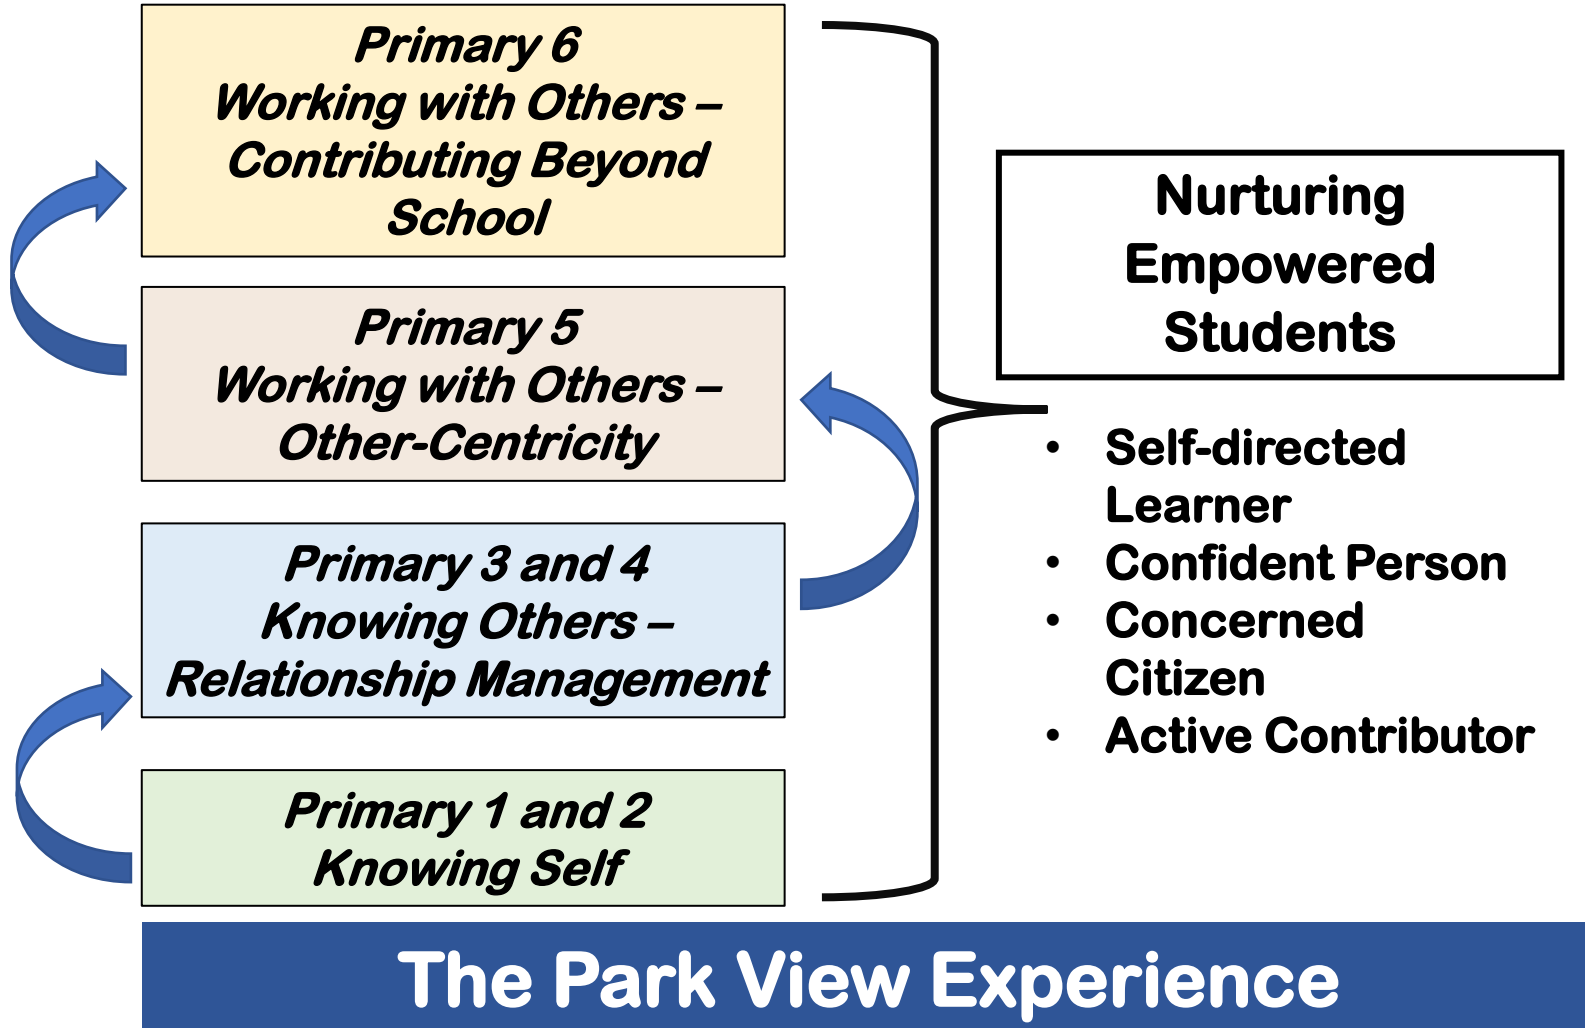 Primary 6
Working with Others –
Contributing Beyond
School
Primary 5
Working with Others –
Other-Centricity
Primary 3 and 4
Knowing Others –
Relationship Management
Primary 1 and 2
Knowing Self
Nurturing
Empowered
Students
• Self-directed
Learner
• Confident Person
• Concerned
Citizen
• Active Contributor
The Park View Experience